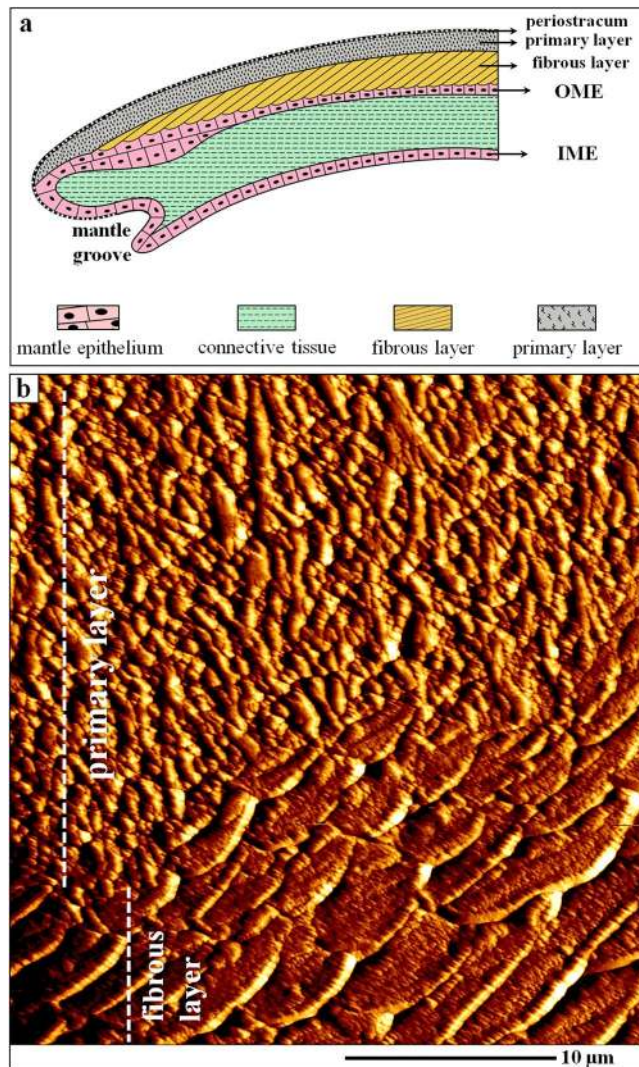 a
periostracum
primary layer
fibrous layer
OME
IME
mantle
groove
mantle epithelium
connective tissue
fibrous layer
primary layer
b
primary layer
fibrous
layer
10 µm